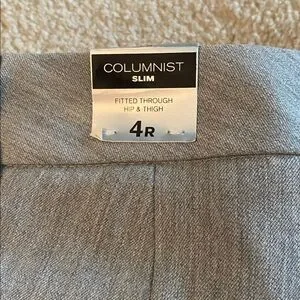 COLUMNIST
SLIM
FITTED THROUGH
HIP & THIGH
4R